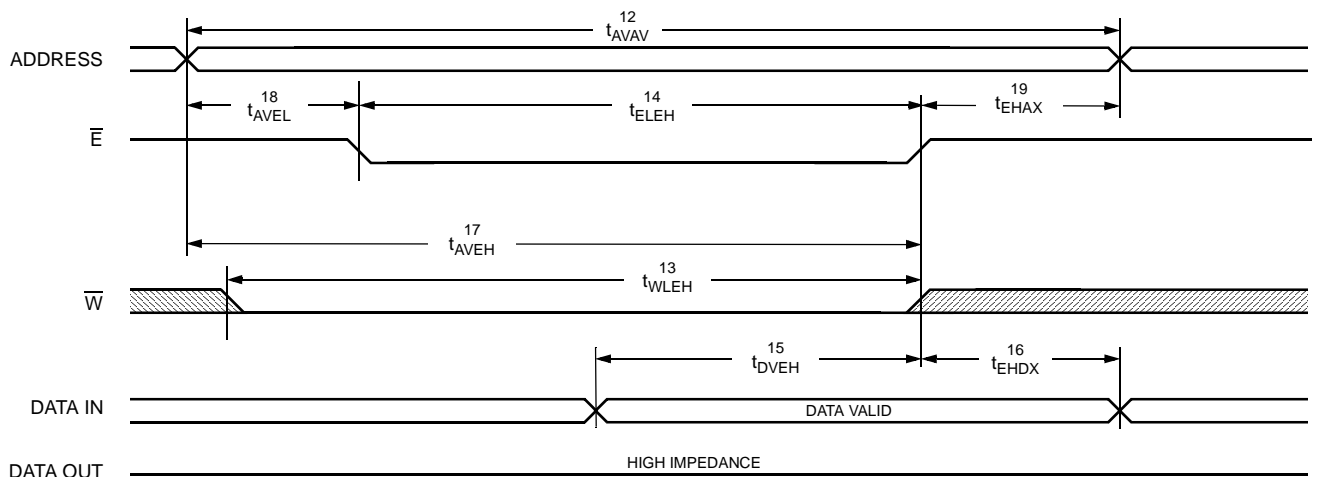 12
tAVAV
ADDRESS
18
tAVEL
14
tELEH
19
tEHAX
E̅
17
tAVEH
13
tWLEH
W̅
15
tDVEH
16
tEHDX
DATA IN
DATA VALID
DATA OUT
HIGH IMPEDANCE